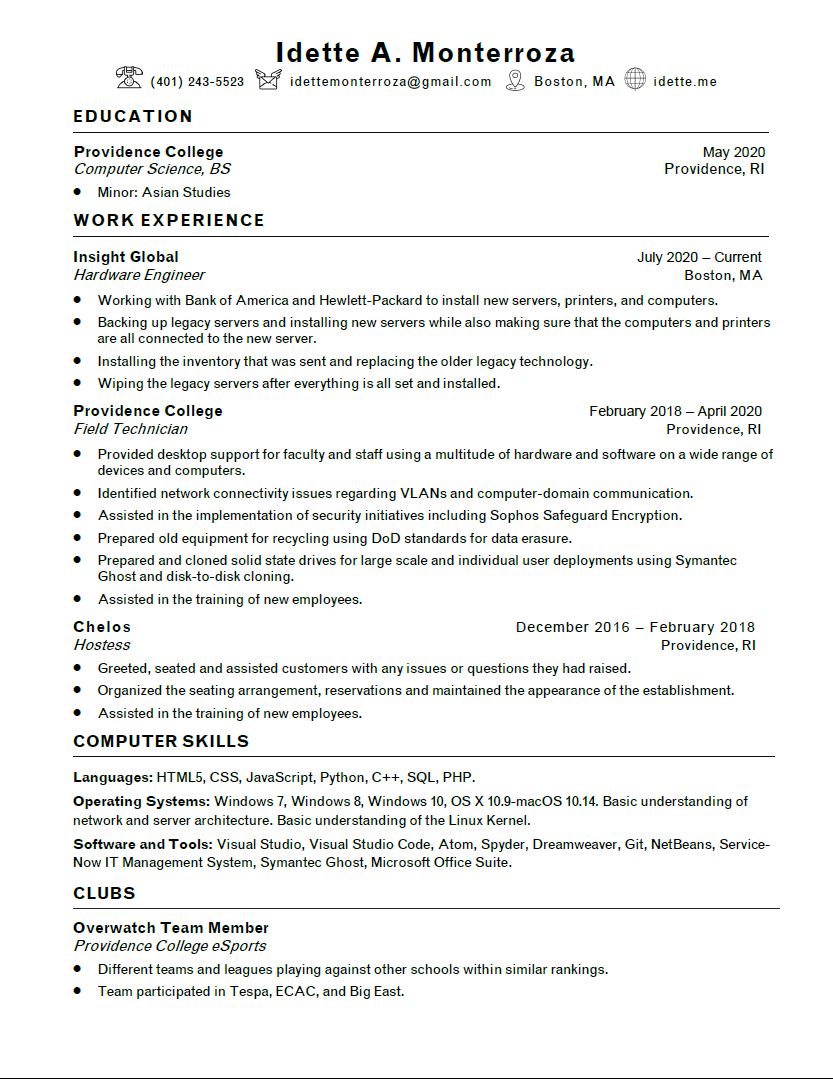 Idette A. Monterroza
(401) 243-5523 idettemonterroza@gmail.com Boston, MA idette.me
EDUCATION
Providence College May 2020
Computer Science, BS Providence, RI
● Minor: Asian Studies
WORK EXPERIENCE
Insight Global July 2020 – Current
Hardware Engineer Boston, MA
● Working with Bank of America and Hewlett-Packard to install new servers, printers, and computers.
● Backing up legacy servers and installing new servers while also making sure that the computers and printers
are all connected to the new server.
● Installing the inventory that was sent and replacing the older legacy technology.
● Wiping the legacy servers after everything is all set and installed.
Providence College February 2018 – April 2020
Field Technician Providence, RI
● Provided desktop support for faculty and staff using a multitude of hardware and software on a wide range of
devices and computers.
● Identified network connectivity issues regarding VLANs and computer-domain communication.
● Assisted in the implementation of security initiatives including Sophos Safeguard Encryption.
● Prepared old equipment for recycling using DoD standards for data erasure.
● Prepared and cloned solid state drives for large scale and individual user deployments using Symantec
Ghost and disk-to-disk cloning.
● Assisted in the training of new employees.
Chelos December 2016 – February 2018
Hostess Providence, RI
● Greeted, seated and assisted customers with any issues or questions they had raised.
● Organized the seating arrangement, reservations and maintained the appearance of the establishment.
● Assisted in the training of new employees.
COMPUTER SKILLS
Languages: HTML5, CSS, JavaScript, Python, C++, SQL, PHP.
Operating Systems: Windows 7, Windows 8, Windows 10, OS X 10.9-macOS 10.14. Basic understanding of
network and server architecture. Basic understanding of the Linux Kernel.
Software and Tools: Visual Studio, Visual Studio Code, Atom, Spyder, Dreamweaver, Git, NetBeans, Service-
Now IT Management System, Symantec Ghost, Microsoft Office Suite.
CLUBS
Overwatch Team Member
Providence College eSports
● Different teams and leagues playing against other schools within similar rankings.
● Team participated in Tespa, ECAC, and Big East.